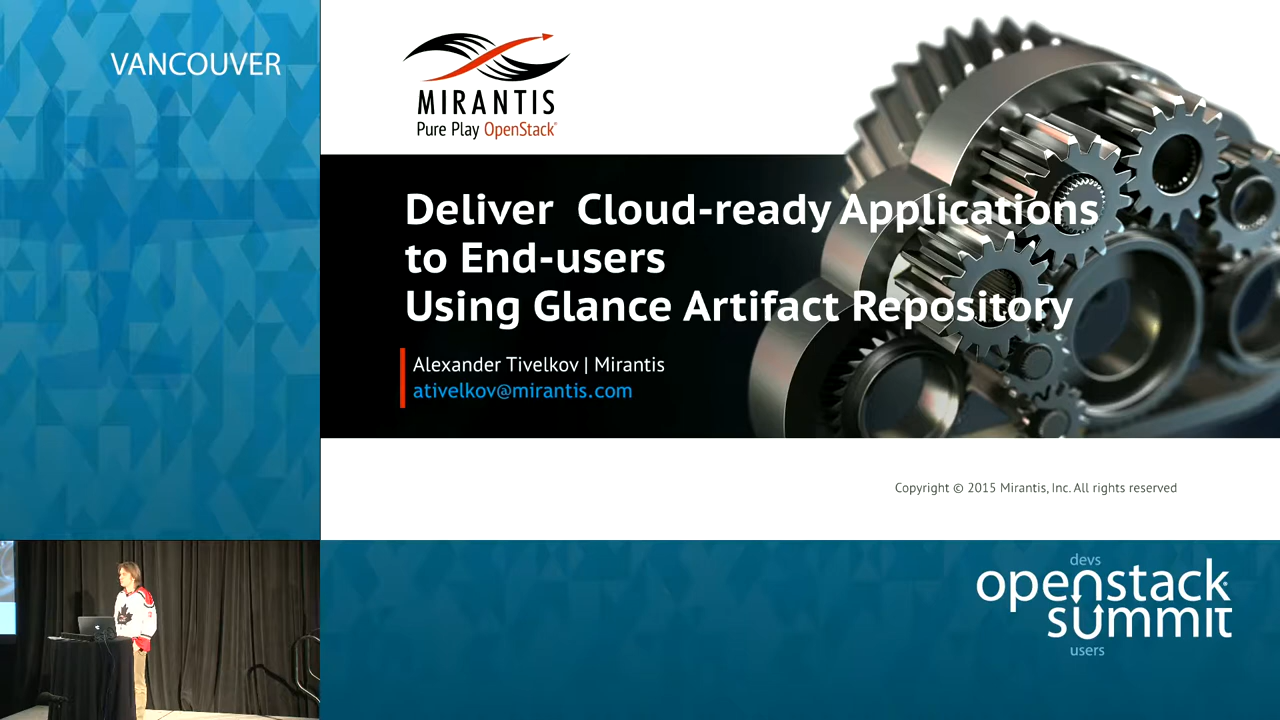 VANCOUVER
MIRANTIS
Pure Play OpenStack
Deliver Cloud-ready Applications
to End-users
Using Glance Artifact Repository
Alexander Tivelkov | Mirantis
ativelkov@mirantis.com
Copyright © 2015 Mirantis, Inc. All rights reserved
devs
openstack
summit
users